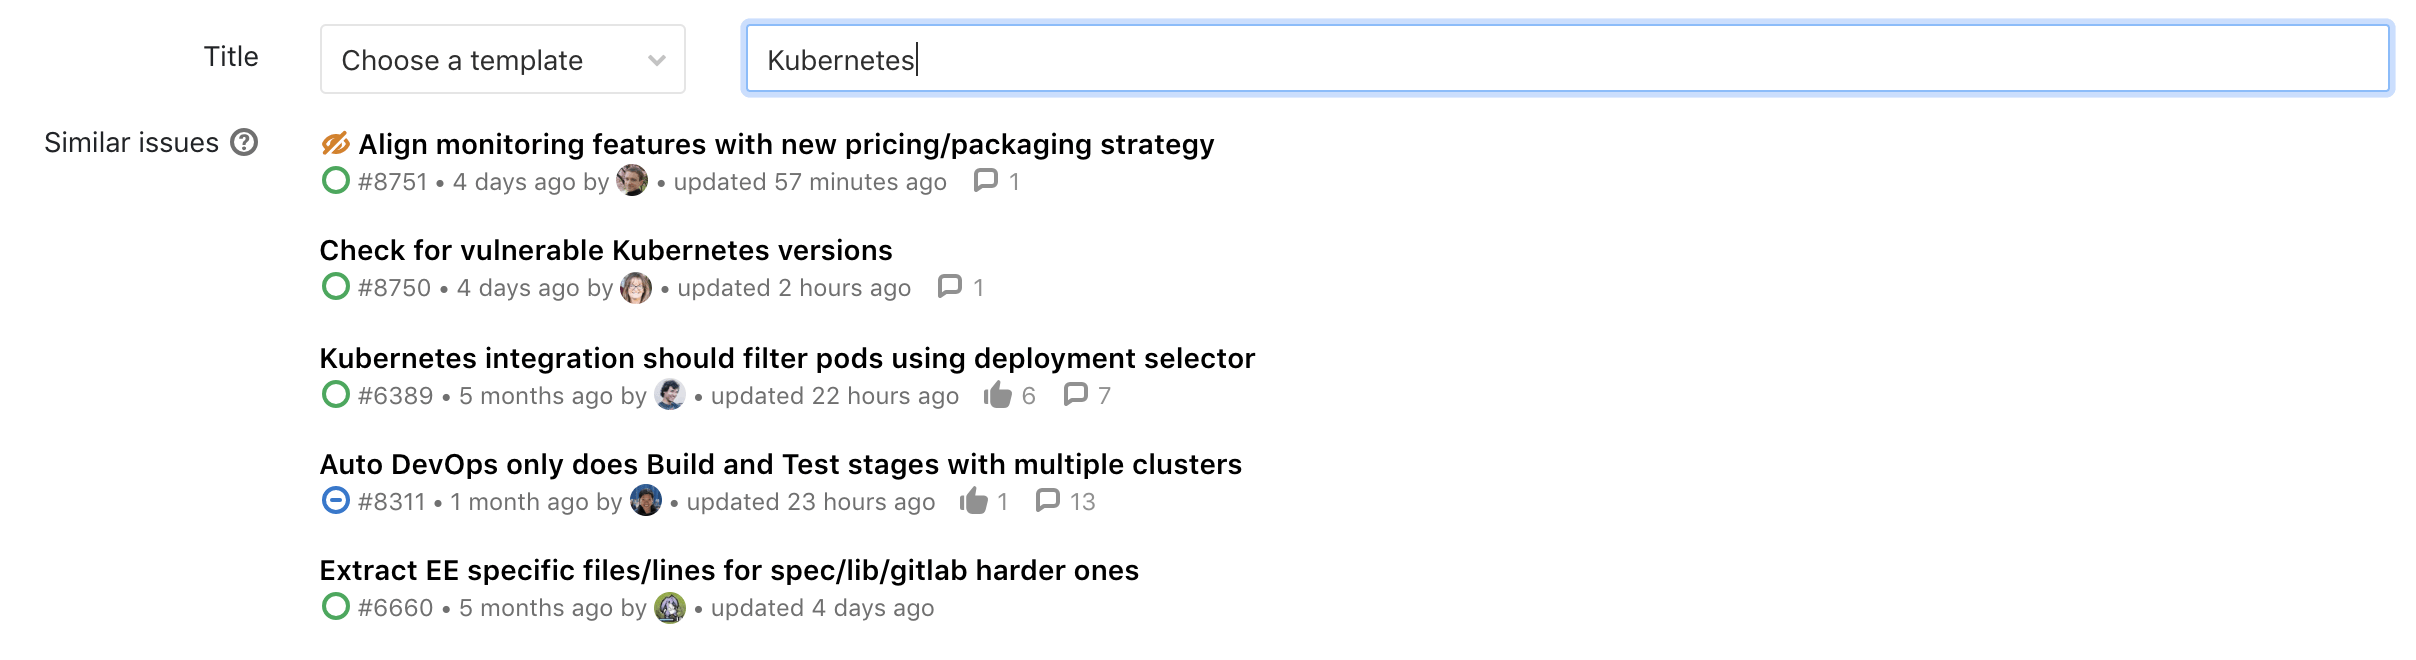 Title
Choose a template
Kubernetes
Similar issues ?
Align monitoring features with new pricing/packaging strategy
#8751 • 4 days ago by • updated 57 minutes ago 1
Check for vulnerable Kubernetes versions
#8750 • 4 days ago by • updated 2 hours ago 1
Kubernetes integration should filter pods using deployment selector
#6389 • 5 months ago by • updated 22 hours ago 6 7
Auto DevOps only does Build and Test stages with multiple clusters
#8311 • 1 month ago by • updated 23 hours ago 1 13
Extract EE specific files/lines for spec/lib/gitlab harder ones
#6660 • 5 months ago by • updated 4 days ago